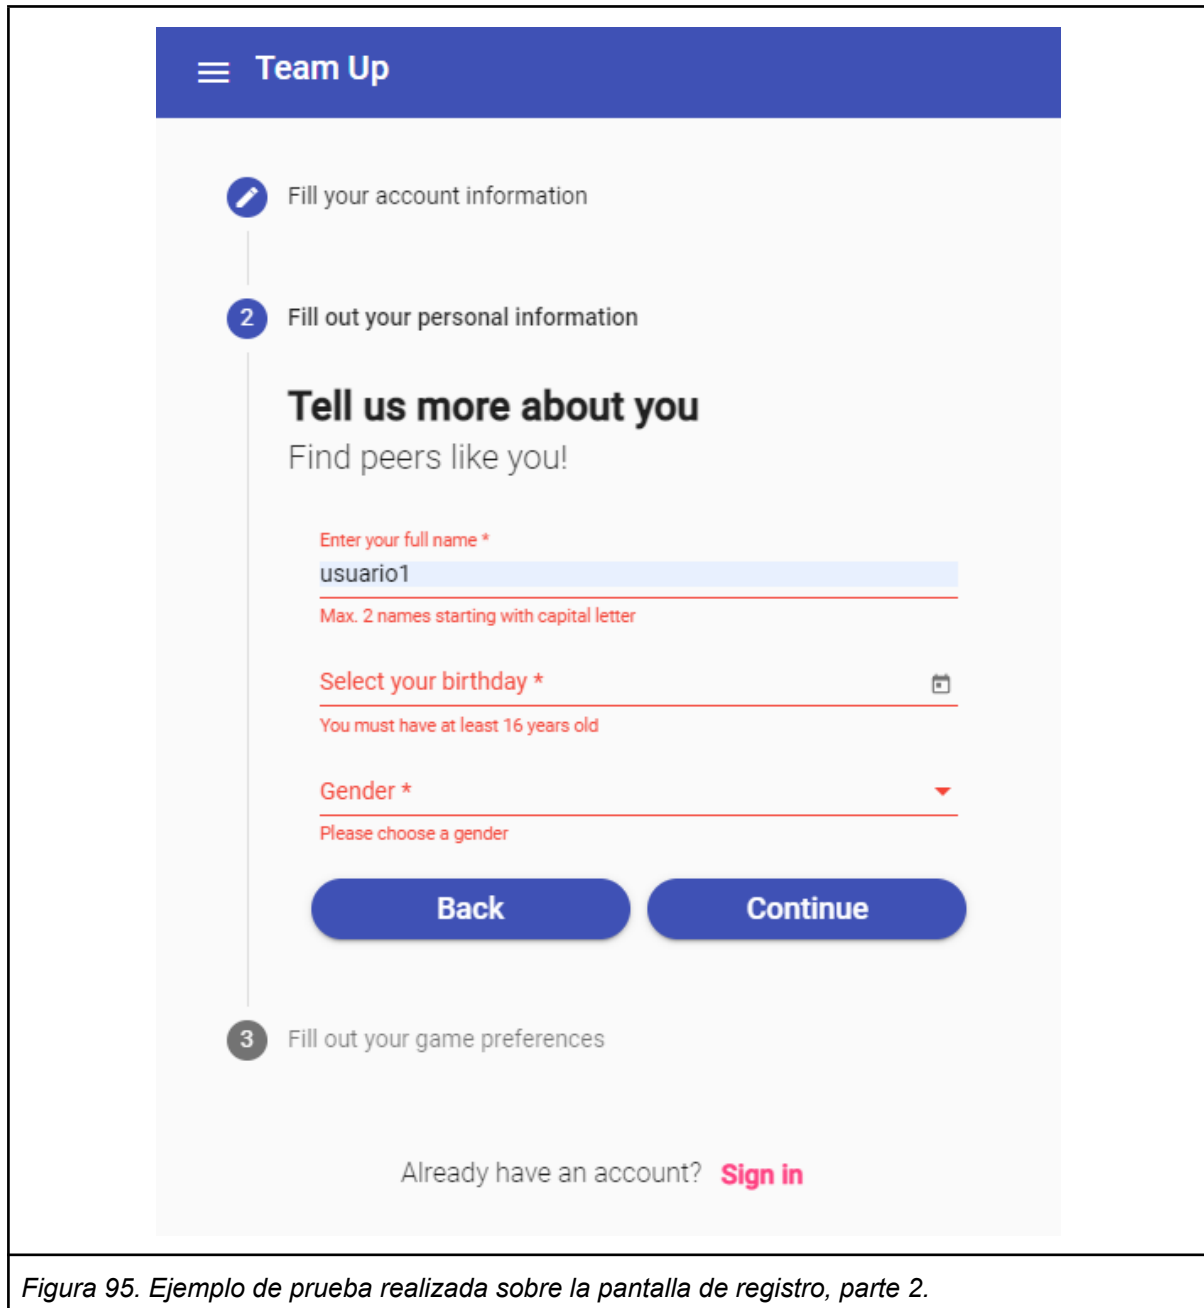 Team Up
Fill your account information
2 Fill out your personal information
Tell us more about you
Find peers like you!
Enter your full name *
usuario1
Max. 2 names starting with capital letter
Select your birthday *
You must have at least 16 years old
Gender *
Please choose a gender
Back Continue
3 Fill out your game preferences
Already have an account? Sign in
Figura 95. Ejemplo de prueba realizada sobre la pantalla de registro, parte 2.